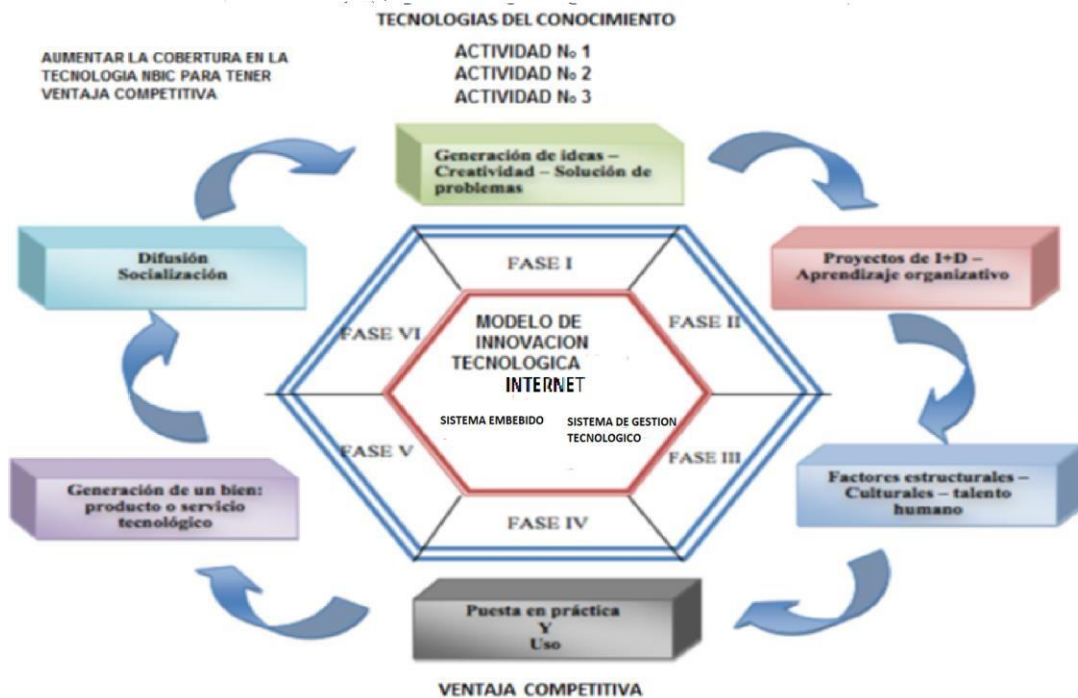 TECNOLOGIAS DEL CONOCIMIENTO
AUMENTAR LA COBERTURA EN LA
TECNOLOGIA NBIC PARA TENER
VENTAJA COMPETITIVA
ACTIVIDAD No 1
ACTIVIDAD No 2
ACTIVIDAD No 3
Generación de ideas –
Creatividad – Solución de
problemas
Difusión
Socialización
Proyectos de I+D –
Aprendizaje organizativo
FASE I
FASE II
FASE VI
MODELO DE
INNOVACION
TECNOLOGICA
INTERNET
SISTEMA EMBEBIDO
SISTEMA DE GESTION
TECNOLOGICO
FASE V
FASE III
FASE IV
Generación de un bien:
producto o servicio
tecnológico
Factores estructurales –
Culturales – talento
humano
Puesta en práctica
Y
Uso
VENTAJA COMPETITIVA